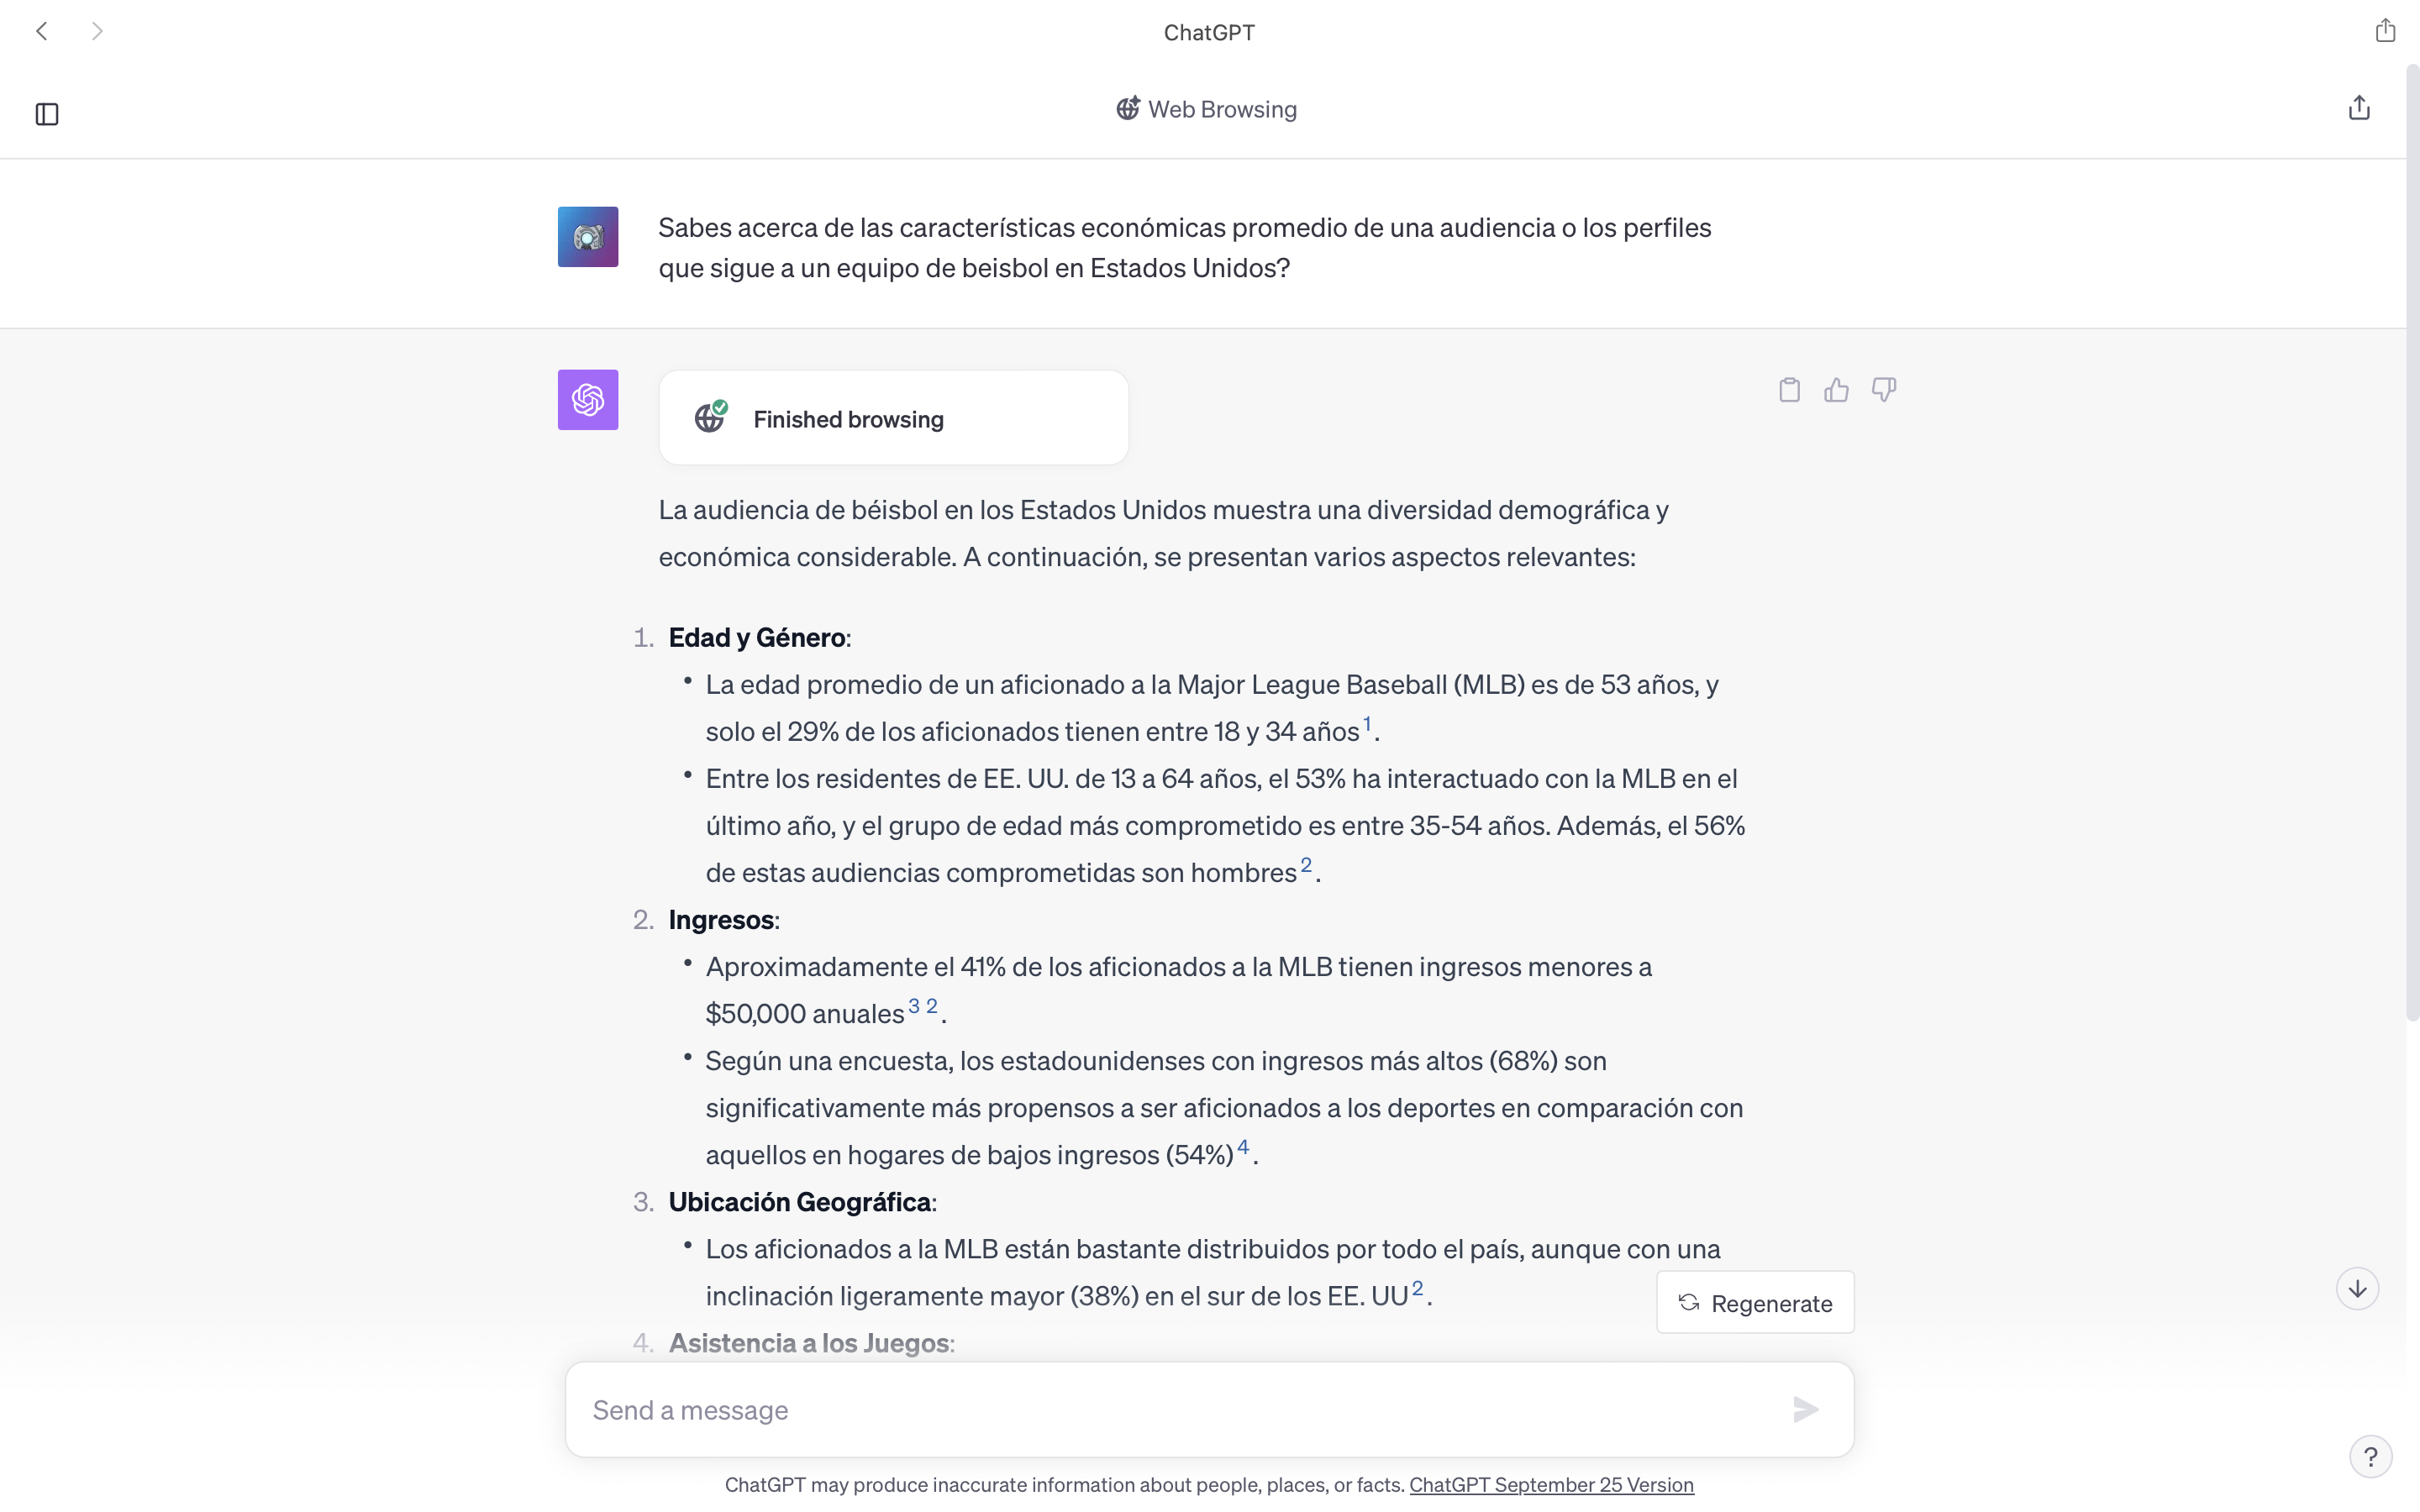 ChatGPT
Web Browsing
Sabes acerca de las características económicas promedio de una audiencia o los perfiles
que sigue a un equipo de beisbol en Estados Unidos?
Finished browsing
La audiencia de béisbol en los Estados Unidos muestra una diversidad demográfica y
económica considerable. A continuación, se presentan varios aspectos relevantes:
1. Edad y Género:
• La edad promedio de un aficionado a la Major League Baseball (MLB) es de 53 años, y
solo el 29% de los aficionados tienen entre 18 y 34 años 1.
• Entre los residentes de EE. UU. de 13 a 64 años, el 53% ha interactuado con la MLB en el
último año, y el grupo de edad más comprometido es entre 35-54 años. Además, el 56%
de estas audiencias comprometidas son hombres 2.
2. Ingresos:
• Aproximadamente el 41% de los aficionados a la MLB tienen ingresos menores a
$50,000 anuales 3 2.
• Según una encuesta, los estadounidenses con ingresos más altos (68%) son
significativamente más propensos a ser aficionados a los deportes en comparación con
aquellos en hogares de bajos ingresos (54%) 4.
3. Ubicación Geográfica:
• Los aficionados a la MLB están bastante distribuidos por todo el país, aunque con una
inclinación ligeramente mayor (38%) en el sur de los EE. UU 2.
Regenerate
4. Asistencia a los Juegos:
Send a message
?
ChatGPT may produce inaccurate information about people, places, or facts. ChatGPT September 25 Version